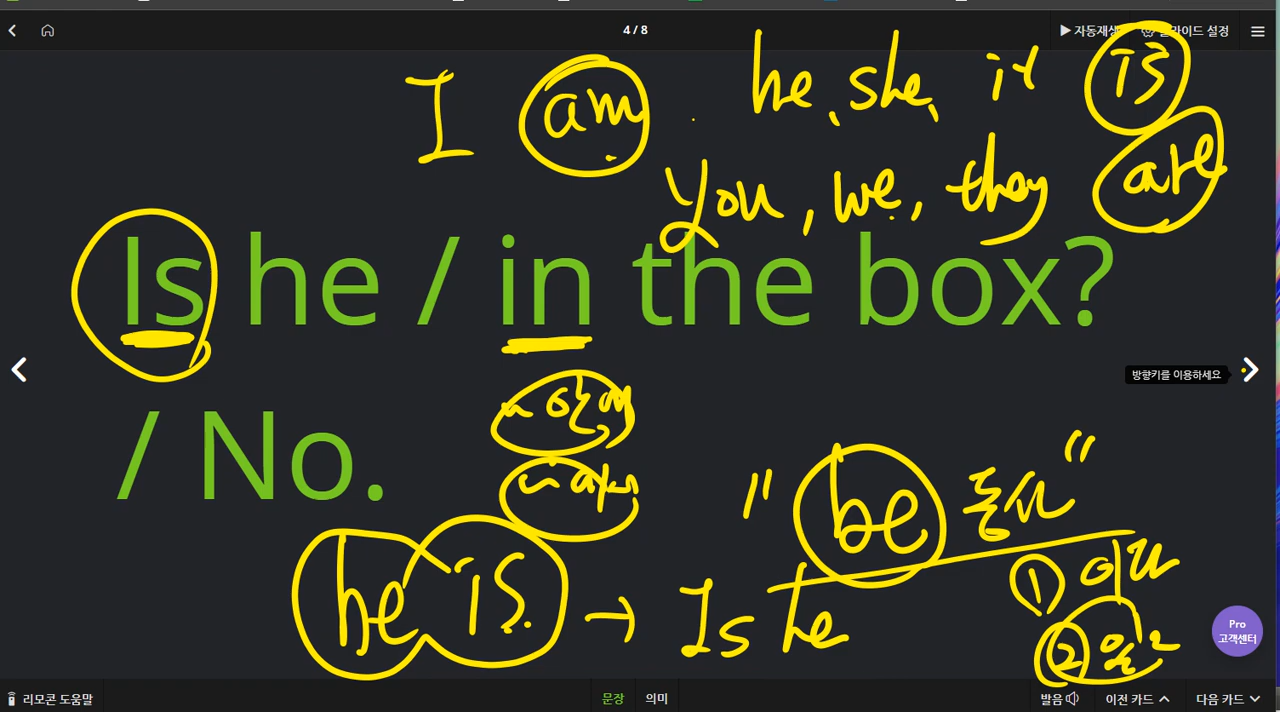 4 / 8
자동재생
슬라이드 설정
I am . he, she, it is
you, we, they are
Is he / in the box?
방향키를 이용하세요
~ 안에
/ No.
~
"be 동사"
he is. → Is he
① 이다
② 있다
Pro
고객센터
리모콘 도움말
문장
의미
발음
이전 카드
다음 카드